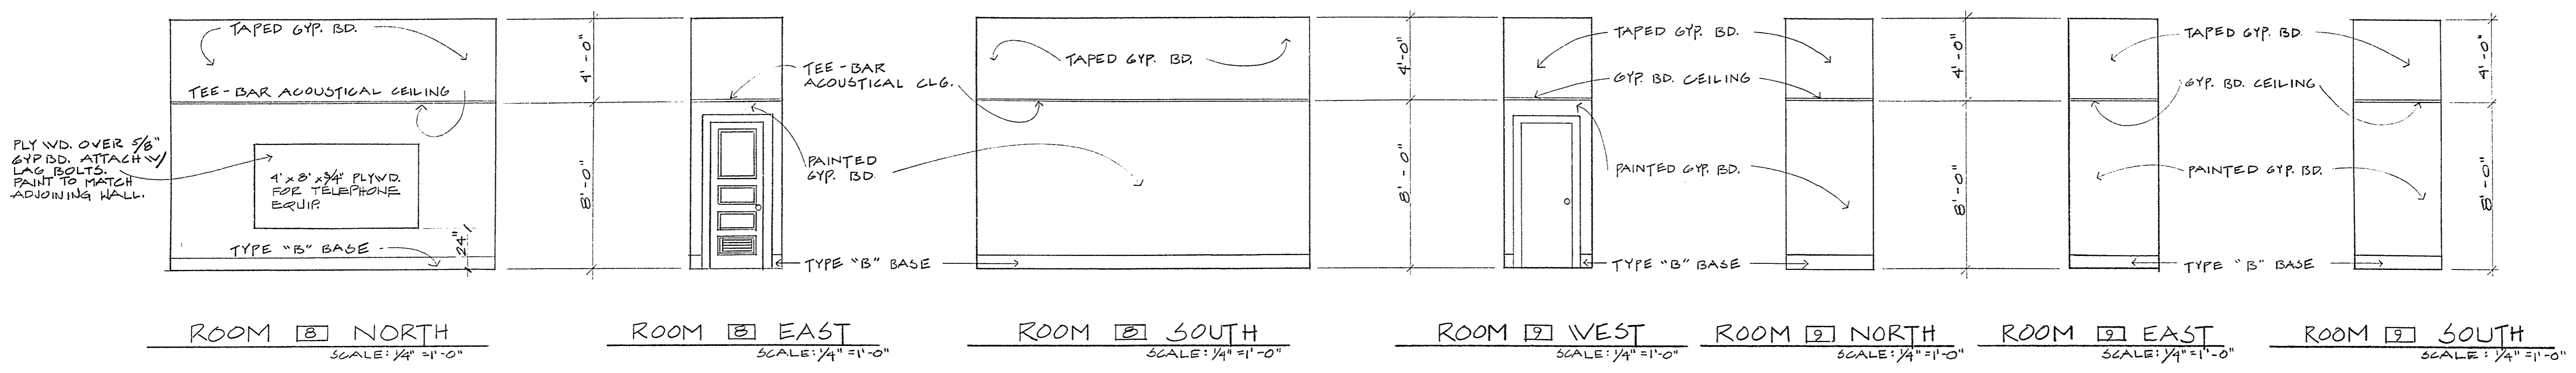 TAPED GYP. BD.
TEE-BAR ACOUSTICAL CEILING
PLYWD. OVER 5/8"
GYP BD. ATTACH W/
LAG BOLTS.
PAINT TO MATCH
ADJOINING WALL.
4' x 8' x 3/4" PLYWD.
FOR TELEPHONE
EQUIP.
24"
TYPE "B" BASE
ROOM 8 NORTH
SCALE: 1/4" = 1'-0"
4'-0"
8'-0"
TEE-BAR
ACOUSTICAL CLG.
PAINTED
GYP. BD.
TYPE "B" BASE
ROOM 8 EAST
SCALE: 1/4" = 1'-0"
TAPED GYP. BD.
ROOM 8 SOUTH
SCALE: 1/4" = 1'-0"
4'-0"
8'-0"
TAPED GYP. BD.
GYP. BD. CEILING
PAINTED GYP. BD.
TYPE "B" BASE
ROOM 9 WEST
SCALE: 1/4" = 1'-0"
ROOM 9 NORTH
SCALE: 1/4" = 1'-0"
4'-0"
8'-0"
TAPED GYP. BD.
GYP. BD. CEILING
PAINTED GYP. BD.
TYPE "B" BASE
ROOM 9 EAST
SCALE: 1/4" = 1'-0"
4'-0"
8'-0"
ROOM 9 SOUTH
SCALE: 1/4" = 1'-0"